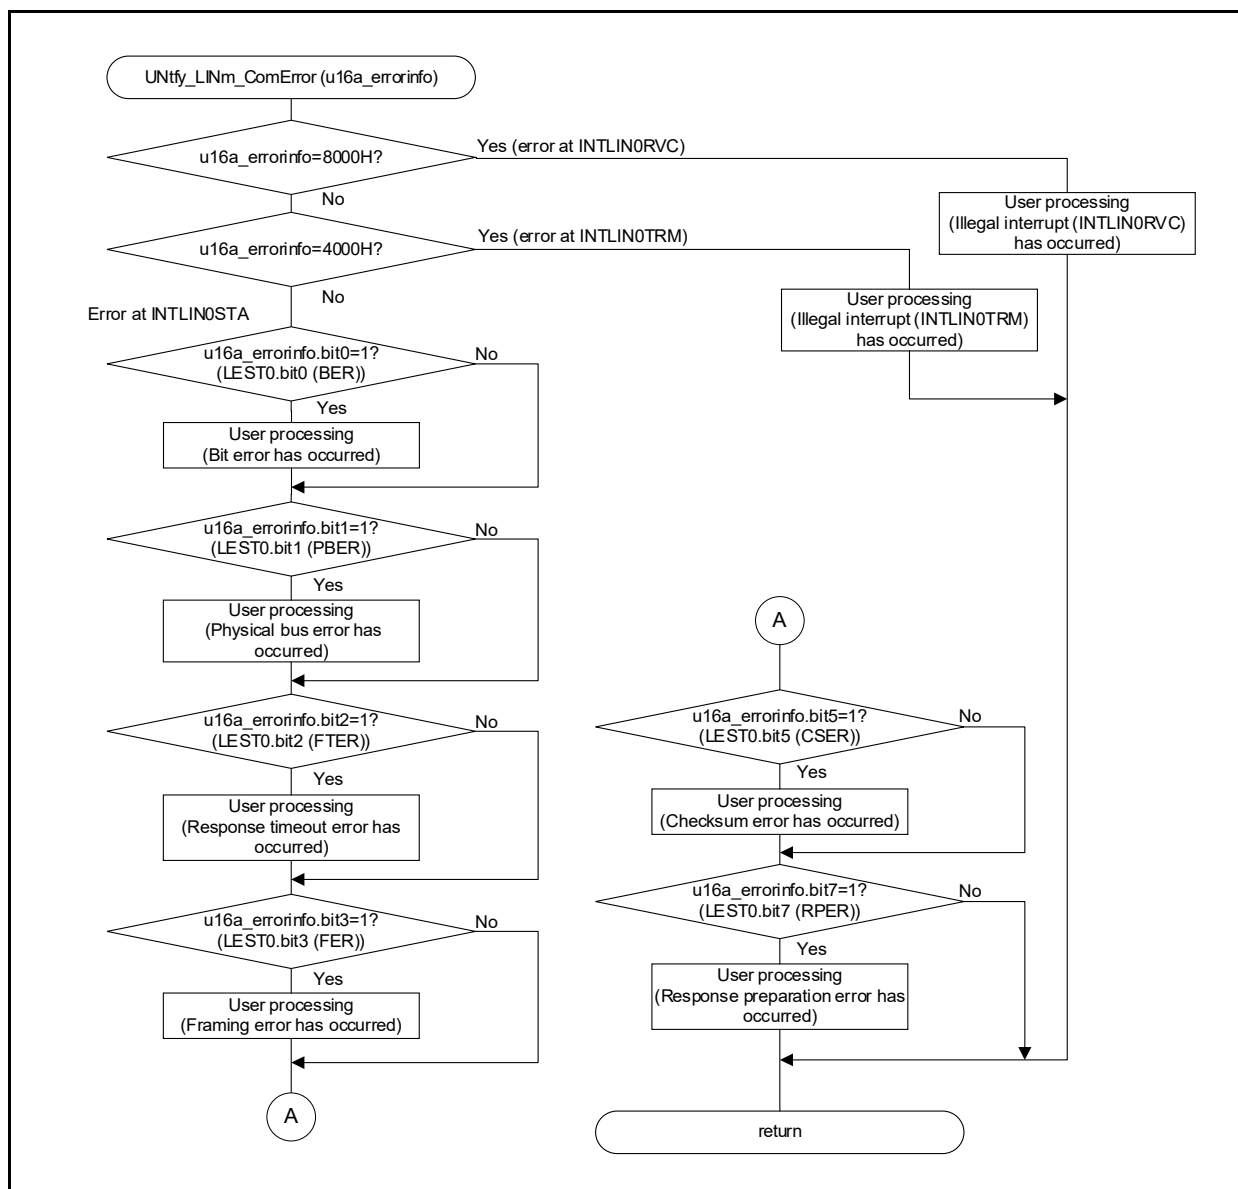 UNtfy_LINm_ComError (u16a_errorinfo)
u16a_errorinfo=8000H?
Yes (error at INTLIN0RVC)
User processing
(Illegal interrupt (INTLIN0RVC)
has occurred)
No
u16a_errorinfo=4000H?
Yes (error at INTLIN0TRM)
User processing
(Illegal interrupt (INTLIN0TRM)
has occurred)
No
Error at INTLIN0STA
u16a_errorinfo.bit0=1?
(LEST0.bit0 (BER))
No
Yes
User processing
(Bit error has occurred)
u16a_errorinfo.bit1=1?
(LEST0.bit1 (PBER))
No
Yes
User processing
(Physical bus error has
occurred)
u16a_errorinfo.bit2=1?
(LEST0.bit2 (FTER))
No
Yes
User processing
(Response timeout error has
occurred)
u16a_errorinfo.bit3=1?
(LEST0.bit3 (FER))
No
Yes
User processing
(Framing error has occurred)
A
A
u16a_errorinfo.bit5=1?
(LEST0.bit5 (CSER))
No
Yes
User processing
(Checksum error has occurred)
u16a_errorinfo.bit7=1?
(LEST0.bit7 (RPER))
No
Yes
User processing
(Response preparation error has
occurred)
return